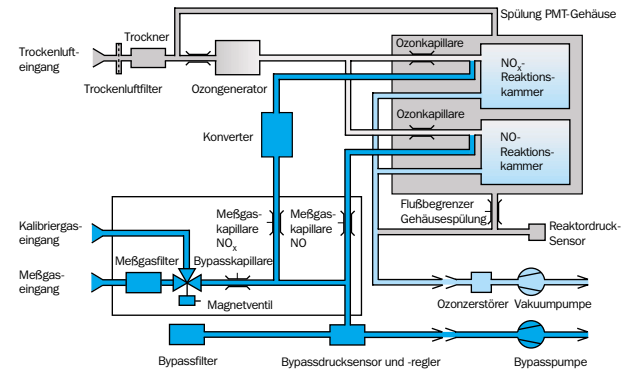 Spülung PMT-Gehäuse
Trockner
Trockenluft-
eingang
Ozonkapillare
NOx-
Reaktions-
kammer
Trockenluftfilter
Ozongenerator
Ozonkapillare
Konverter
NO-
Reaktions-
kammer
Flußbegrenzer
Gehäusespülung
Meßgas-
kapillare
NOx
Meßgas-
kapillare
NO
Kalibriergas-
eingang
Reaktordruck-
Sensor
Meßgasfilter
Bypasskapillare
Meßgas-
eingang
Magnetventil
Ozonzerstörer
Vakuumpumpe
Bypassfilter
Bypassdrucksensor und -regler
Bypasspumpe